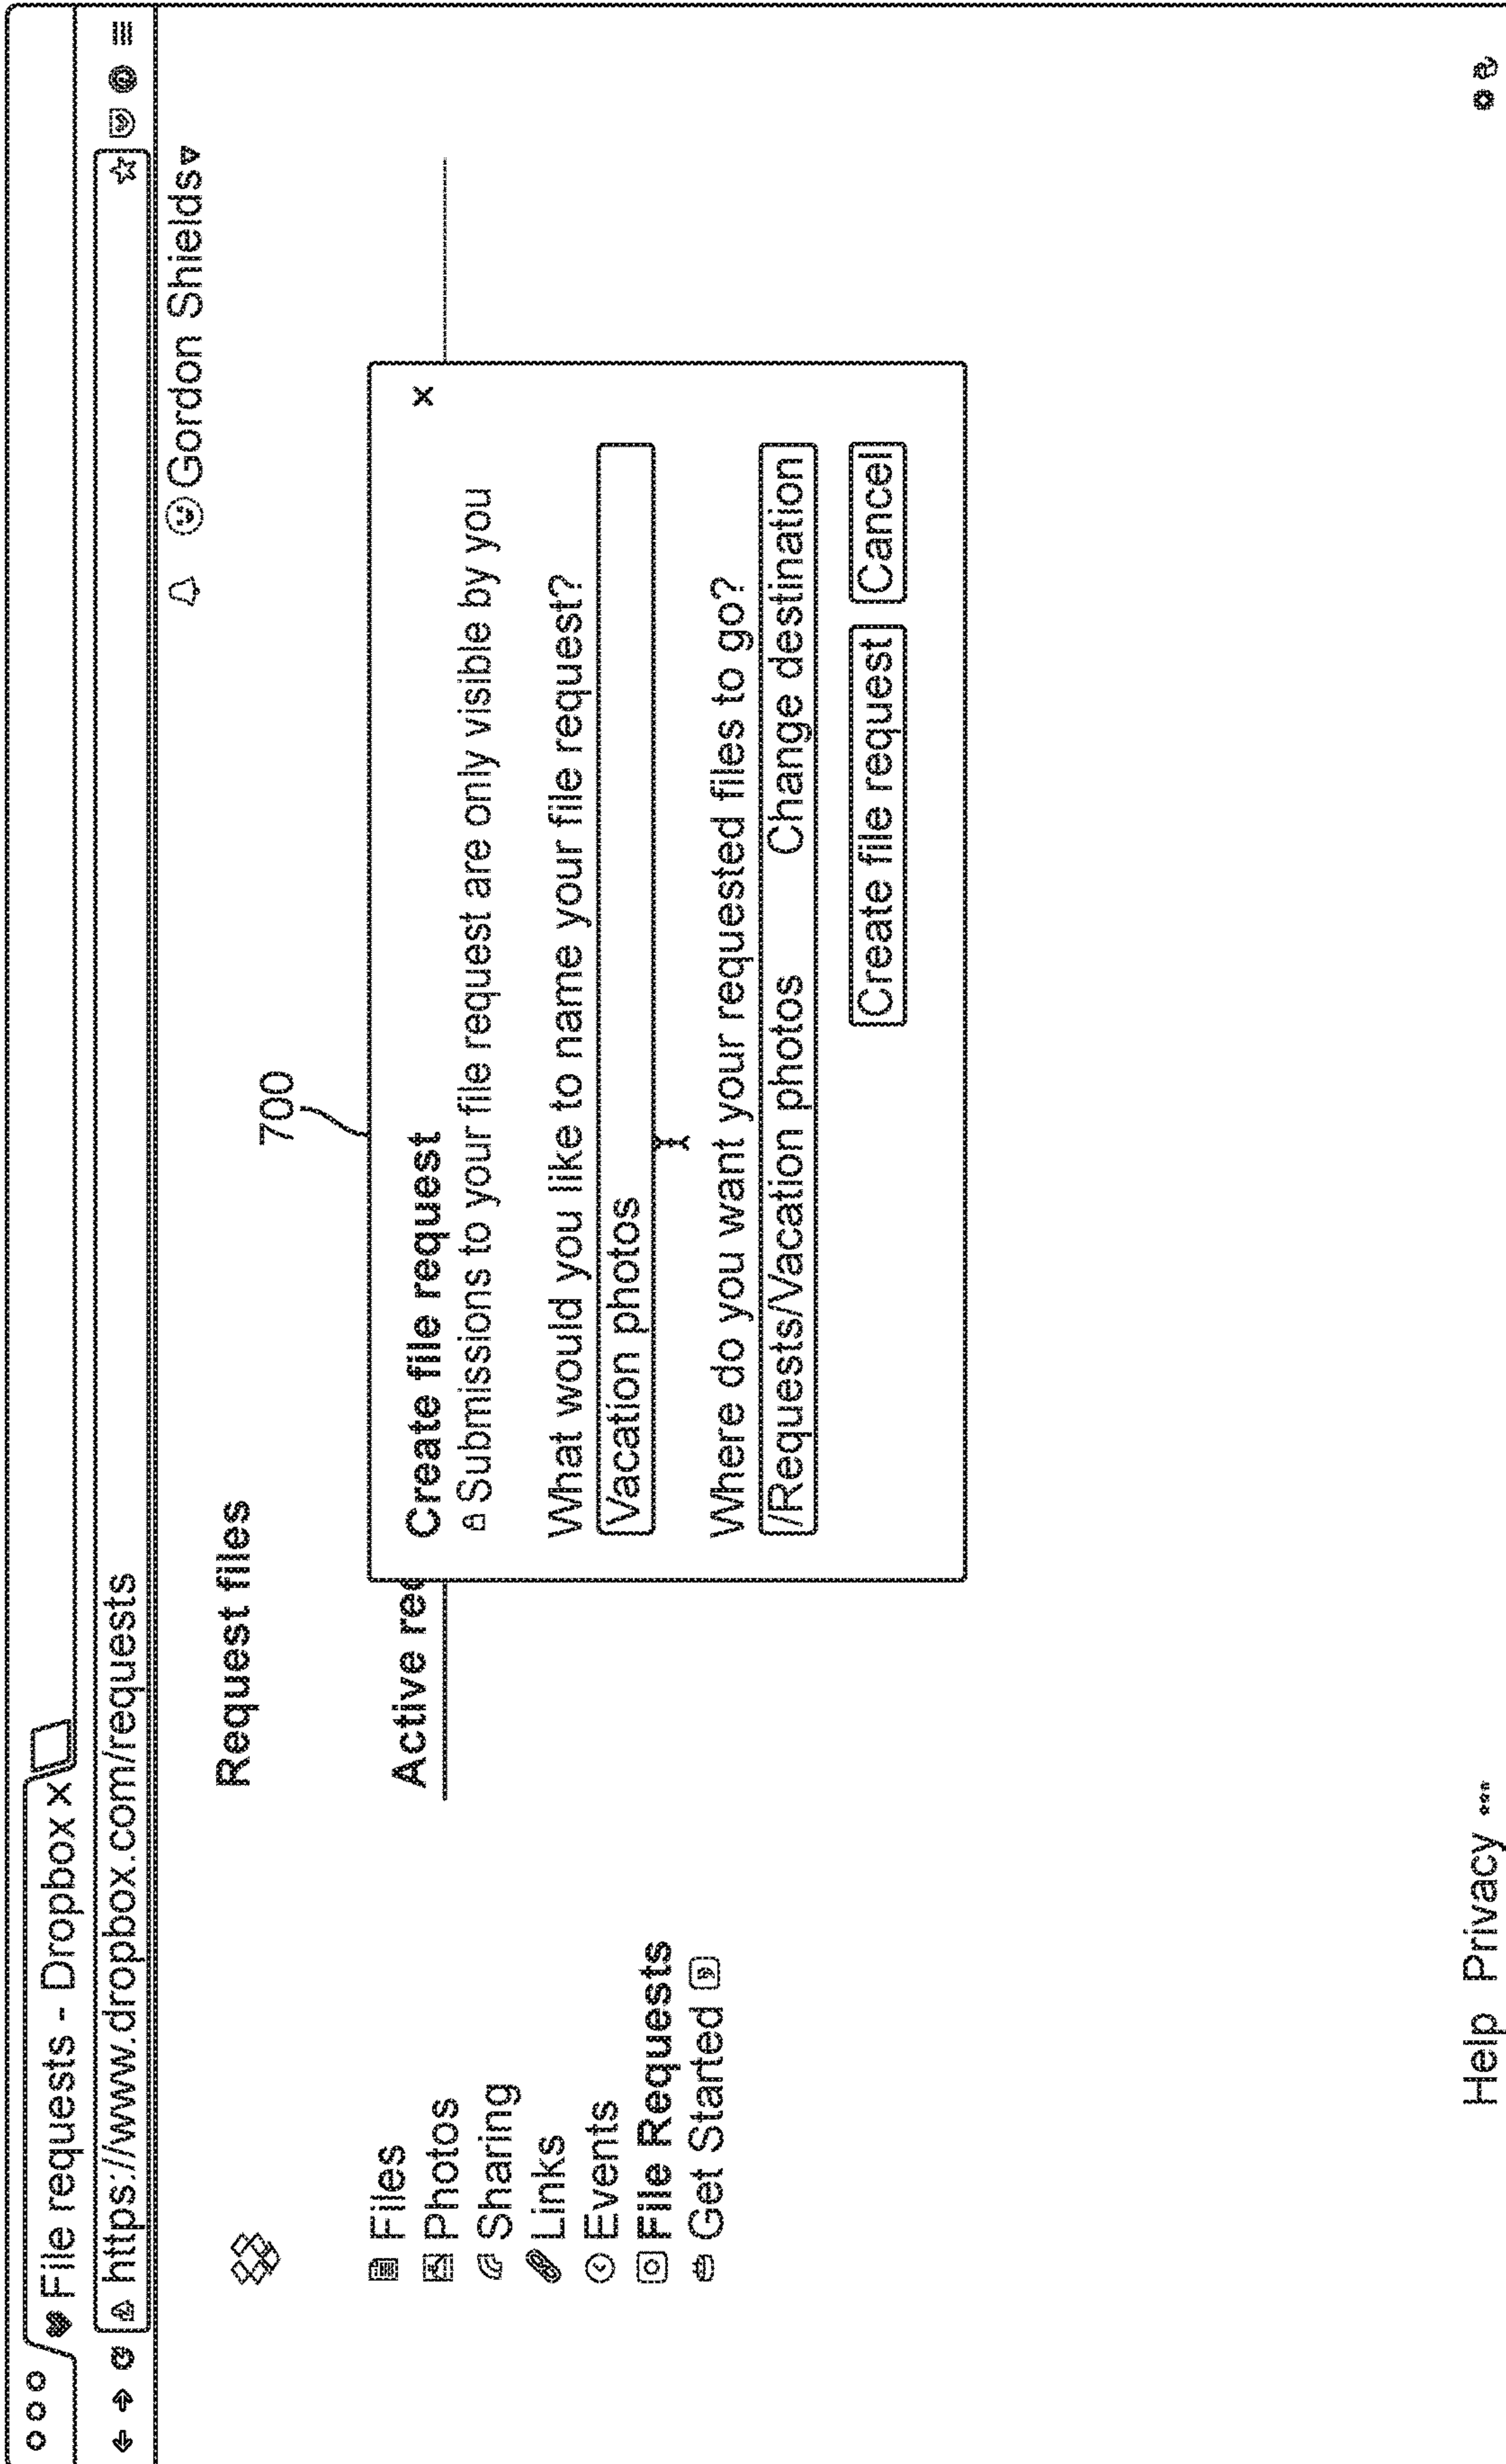 File requests - Dropbox x
https://www.dropbox.com/requests
Gordon Shields
Request files
700
Files
Photos
Sharing
Links
Events
File Requests
Get Started
Active rec
Create file request
x
Submissions to your file request are only visible by you
What would you like to name your file request?
Vacation photos
Where do you want your requested files to go?
/Requests/Vacation photos Change destination
Create file request Cancel
Help Privacy •••